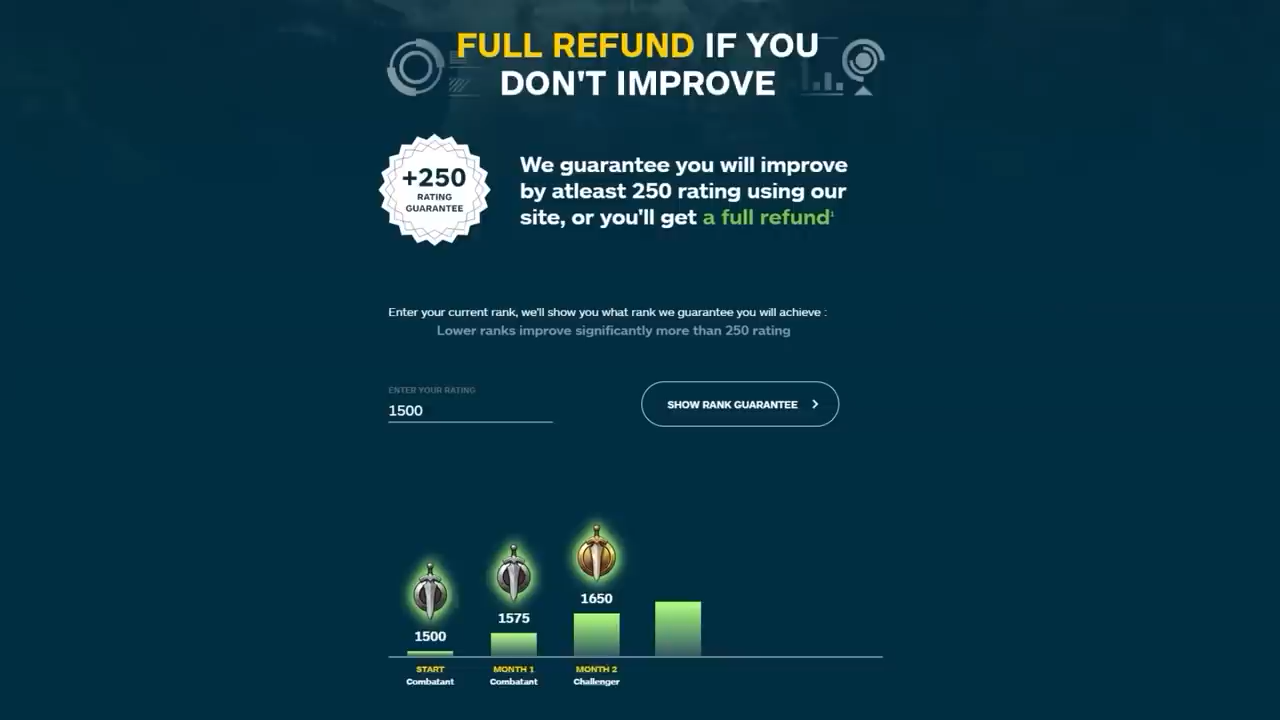 FULL REFUND IF YOU
DON'T IMPROVE
+250
RATING
GUARANTEE
We guarantee you will improve
by atleast 250 rating using our
site, or you'll get a full refund¹
Enter your current rank, we'll show you what rank we guarantee you will achieve :
Lower ranks improve significantly more than 250 rating
ENTER YOUR RATING
1500
SHOW RANK GUARANTEE
1500
1575
1650
START
MONTH 1
MONTH 2
Combatant
Combatant
Challenger